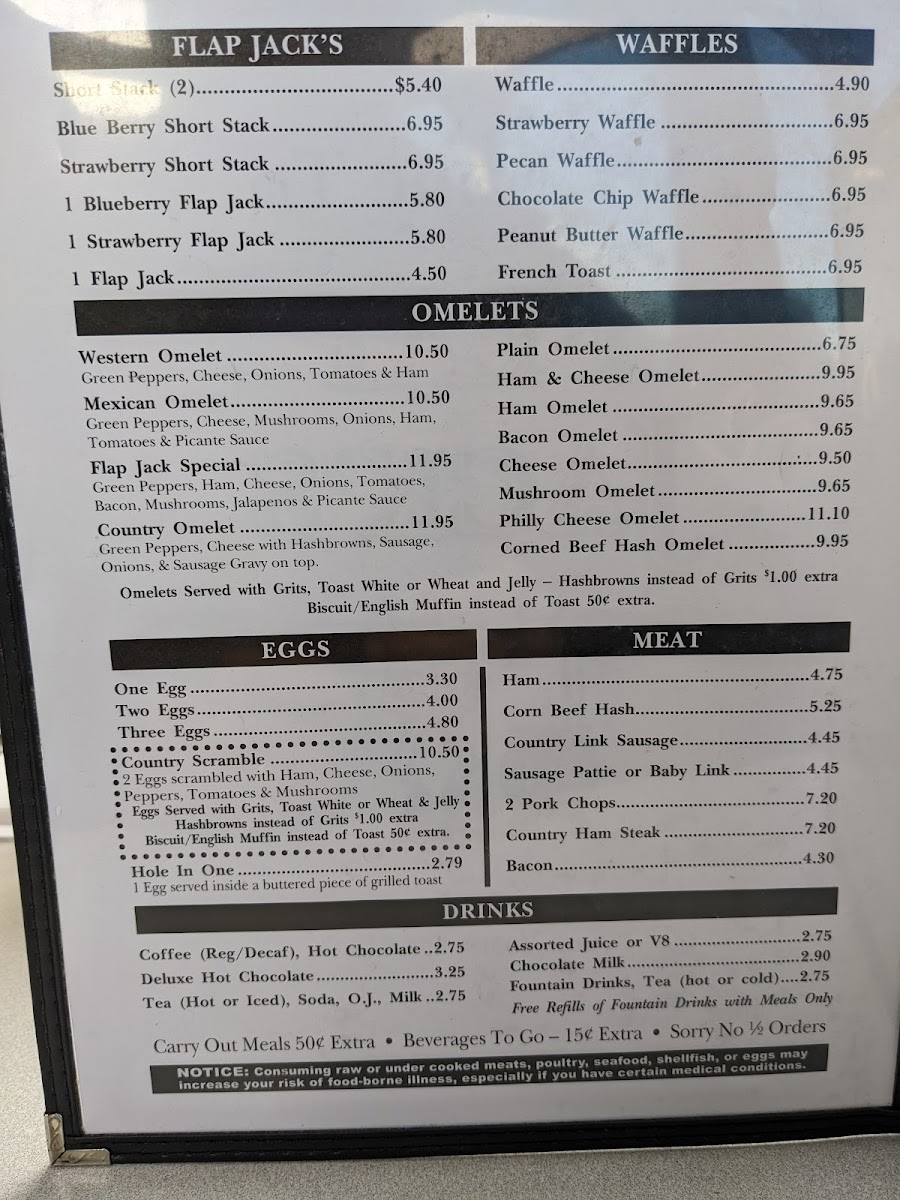 FLAP JACK'S
Short Stack (2)..............................$5.40
Blue Berry Short Stack....................6.95
Strawberry Short Stack ....................6.95
1 Blueberry Flap Jack......................5.80
1 Strawberry Flap Jack ....................5.80
1 Flap Jack....................................4.50
WAFFLES
Waffle..........................................4.90
Strawberry Waffle ..........................6.95
Pecan Waffle.................................6.95
Chocolate Chip Waffle....................6.95
Peanut Butter Waffle......................6.95
French Toast .................................6.95
OMELETS
Western Omelet ...........................10.50
Green Peppers, Cheese, Onions, Tomatoes & Ham
Mexican Omelet...........................10.50
Green Peppers, Cheese, Mushrooms, Onions, Ham,
Tomatoes & Picante Sauce
Flap Jack Special .........................11.95
Green Peppers, Ham, Cheese, Onions, Tomatoes,
Bacon, Mushrooms, Jalapenos & Picante Sauce
Country Omelet ..........................11.95
Green Peppers, Cheese with Hashbrowns, Sausage,
Onions, & Sausage Gravy on top.
Plain Omelet.................................6.75
Ham & Cheese Omelet...................9.95
Ham Omelet ................................9.65
Bacon Omelet ..............................9.65
Cheese Omelet..............................9.50
Mushroom Omelet........................9.65
Philly Cheese Omelet ...................11.10
Corned Beef Hash Omelet ..............9.95
Omelets Served with Grits, Toast White or Wheat and Jelly – Hashbrowns instead of Grits $1.00 extra
Biscuit/English Muffin instead of Toast 50¢ extra.
EGGS
One Egg ......................................3.30
Two Eggs.....................................4.00
Three Eggs...................................4.80
Country Scramble ........................10.50
2 Eggs scrambled with Ham, Cheese, Onions,
Peppers, Tomatoes & Mushrooms
Eggs Served with Grits, Toast White or Wheat & Jelly
Hashbrowns instead of Grits $1.00 extra
Biscuit/English Muffin instead of Toast 50¢ extra.
Hole In One .................................2.79
1 Egg served inside a buttered piece of grilled toast
MEAT
Ham............................................4.75
Corn Beef Hash............................5.25
Country Link Sausage....................4.45
Sausage Pattie or Baby Link ............4.45
2 Pork Chops...............................7.20
Country Ham Steak ......................7.20
Bacon.........................................4.30
DRINKS
Coffee (Reg/Decaf), Hot Chocolate ..2.75
Deluxe Hot Chocolate....................3.25
Tea (Hot or Iced), Soda, O.J., Milk ..2.75
Assorted Juice or V8 .....................2.75
Chocolate Milk.............................2.90
Fountain Drinks, Tea (hot or cold)....2.75
Free Refills of Fountain Drinks with Meals Only
Carry Out Meals 50¢ Extra • Beverages To Go – 15¢ Extra • Sorry No ½ Orders
NOTICE: Consuming raw or under cooked meats, poultry, seafood, shellfish, or eggs may
increase your risk of food-borne illness, especially if you have certain medical conditions.